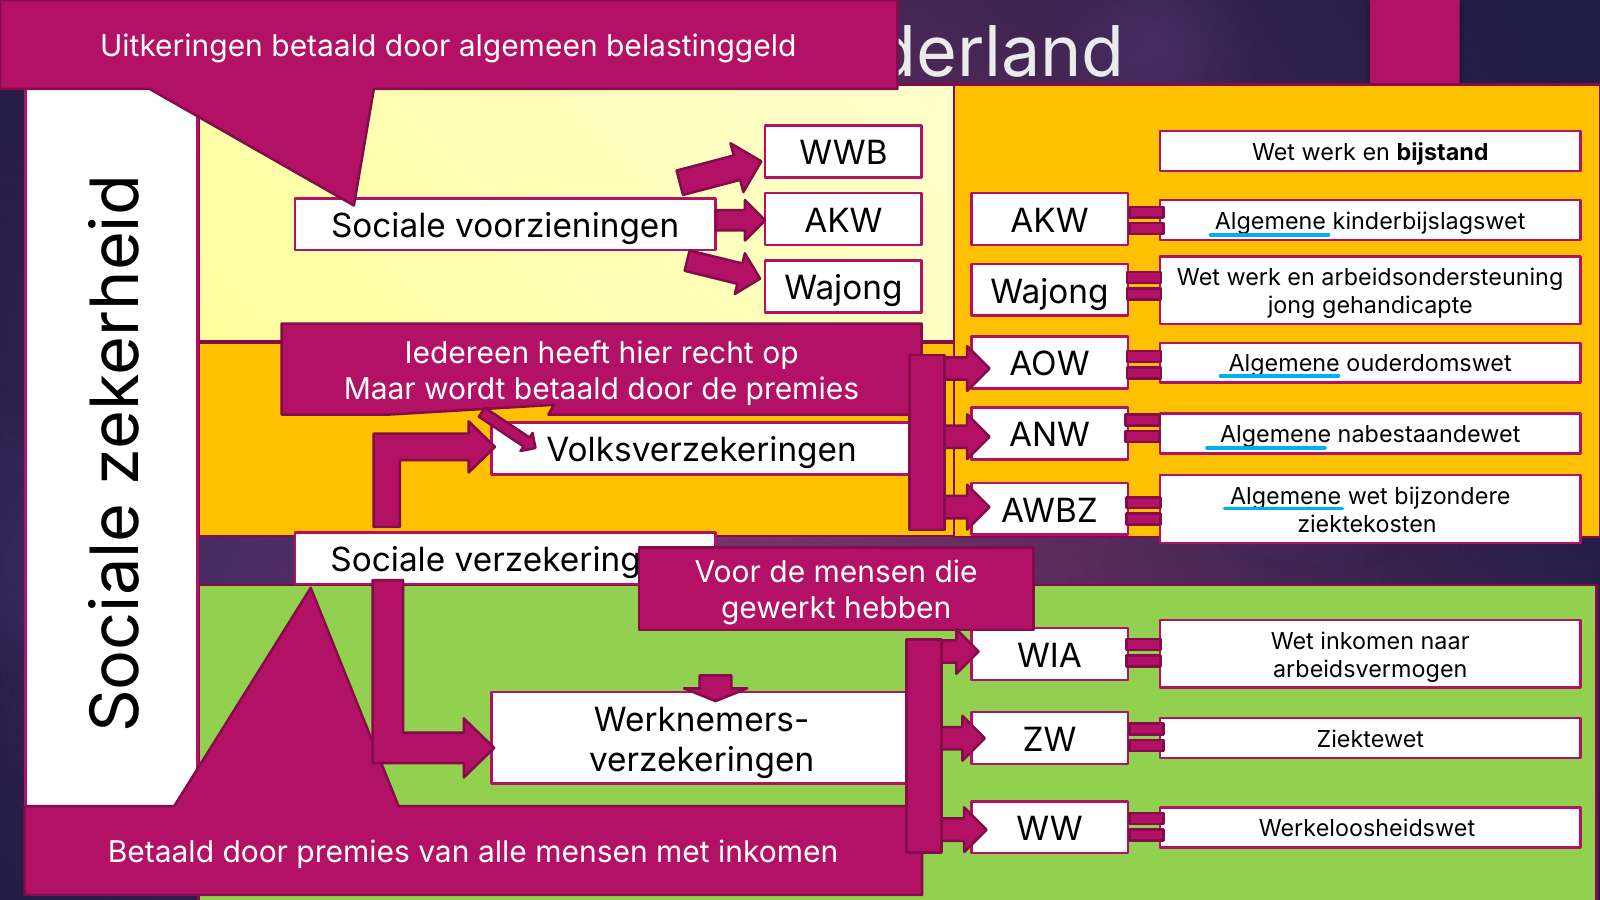 Uitkeringen betaald door algemeen belastinggeld
derland
Sociale zekerheid
Sociale voorzieningen
WWB
AKW
Wajong
Wet werk en bijstand
AKW
Algemene kinderbijslagswet
Wajong
Wet werk en arbeidsondersteuning
jong gehandicapte
Iedereen heeft hier recht op
Maar wordt betaald door de premies
Volksverzekeringen
AOW
Algemene ouderdomswet
ANW
Algemene nabestaandewet
AWBZ
Algemene wet bijzondere
ziektekosten
Sociale verzekering
Voor de mensen die
gewerkt hebben
Werknemers-
verzekeringen
WIA
Wet inkomen naar
arbeidsvermogen
ZW
Ziektewet
WW
Werkeloosheidswet
Betaald door premies van alle mensen met inkomen